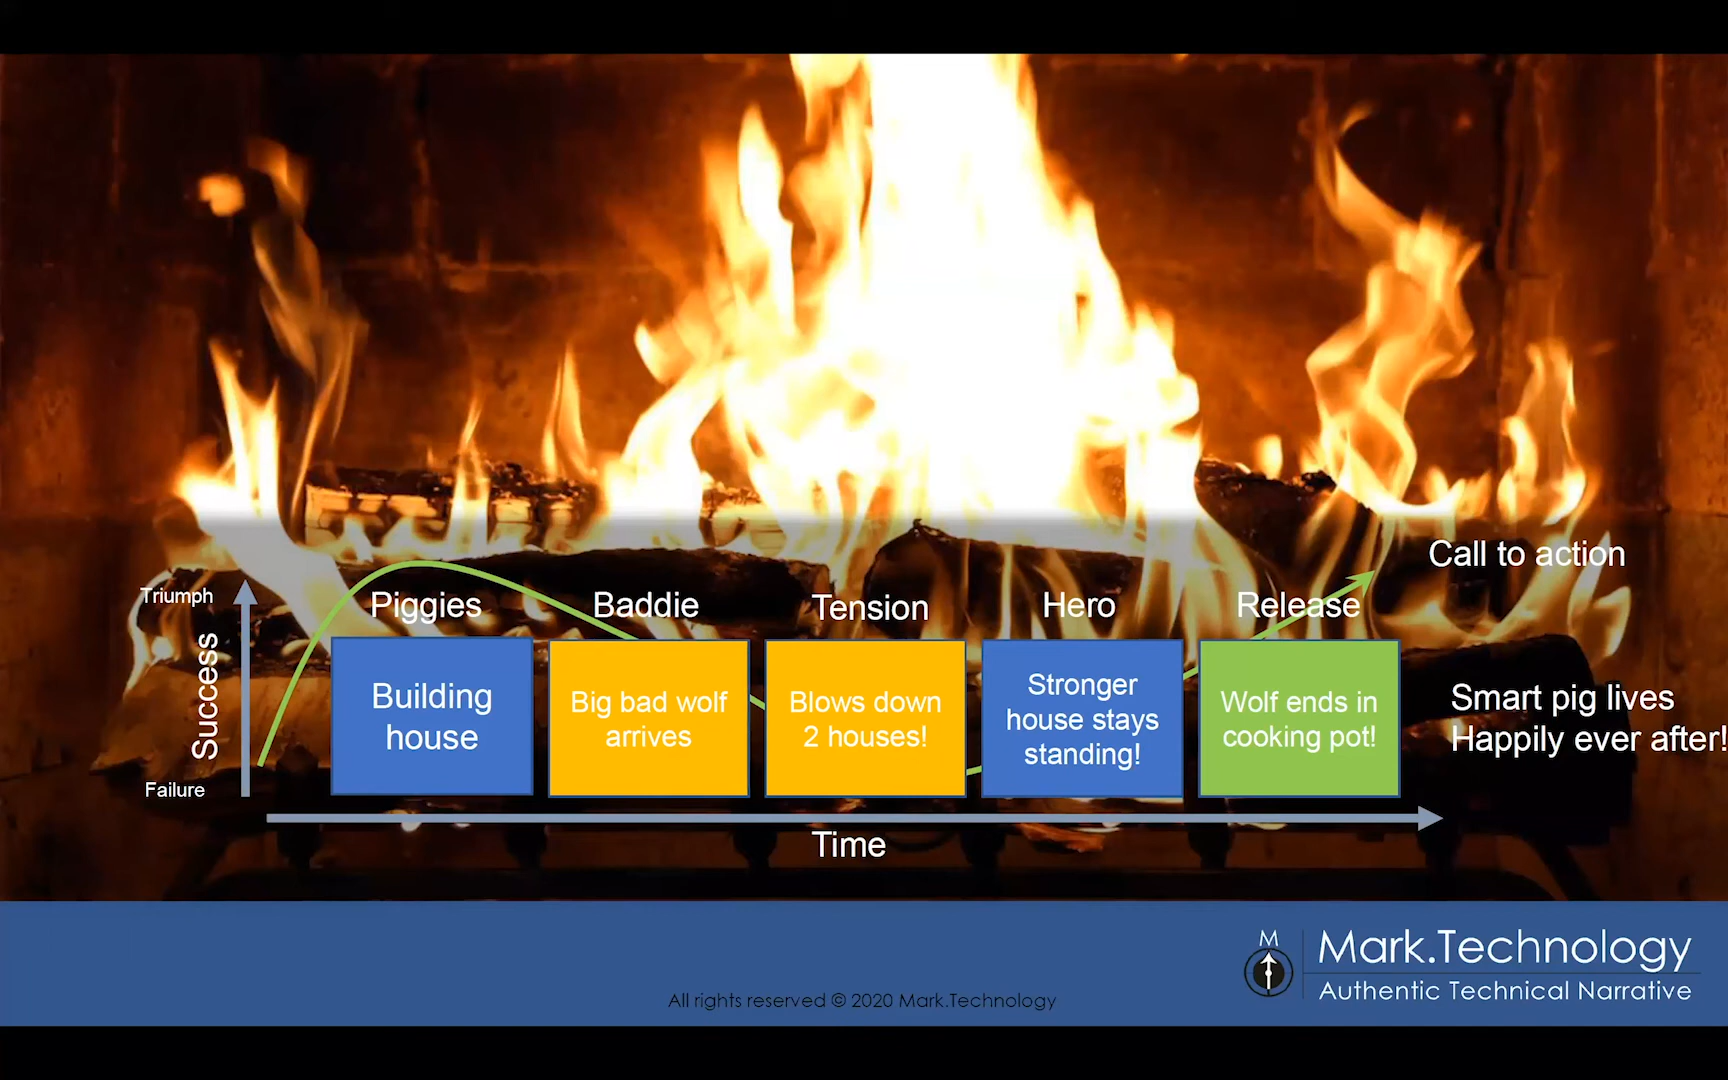 Call to action
Triumph
Piggies
Baddie
Tension
Hero
Release
Success
Building
house
Big bad wolf
arrives
Blows down
2 houses!
Stronger
house stays
standing!
Wolf ends in
cooking pot!
Smart pig lives
Happily ever after!
Failure
Time
M
Mark.Technology
Authentic Technical Narrative
All rights reserved © 2020 Mark.Technology